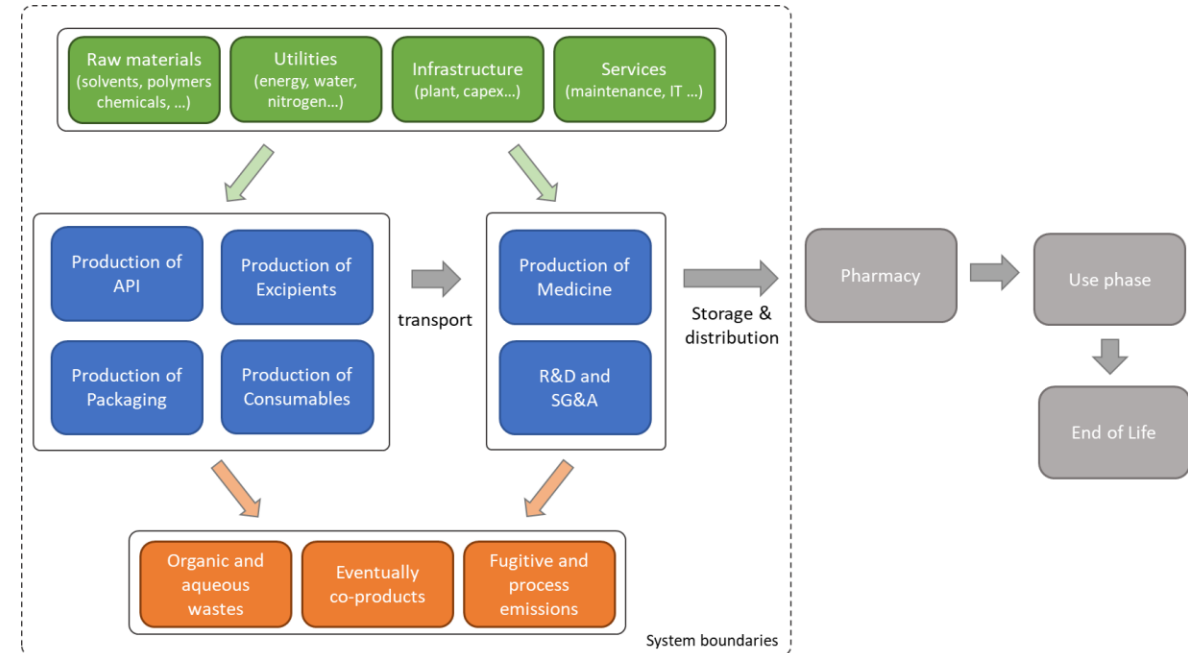 Raw materials
(solvents, polymers
chemicals, …)
Utilities
(energy, water,
nitrogen…)
Infrastructure
(plant, capex…)
Services
(maintenance, IT …)
Production of
API
Production of
Excipients
Production of
Packaging
Production of
Consumables
transport
Production of
Medicine
R&D and
SG&A
Storage &
distribution
Pharmacy
Use phase
End of Life
Organic and
aqueous
wastes
Eventually
co-products
Fugitive and
process
emissions
System boundaries